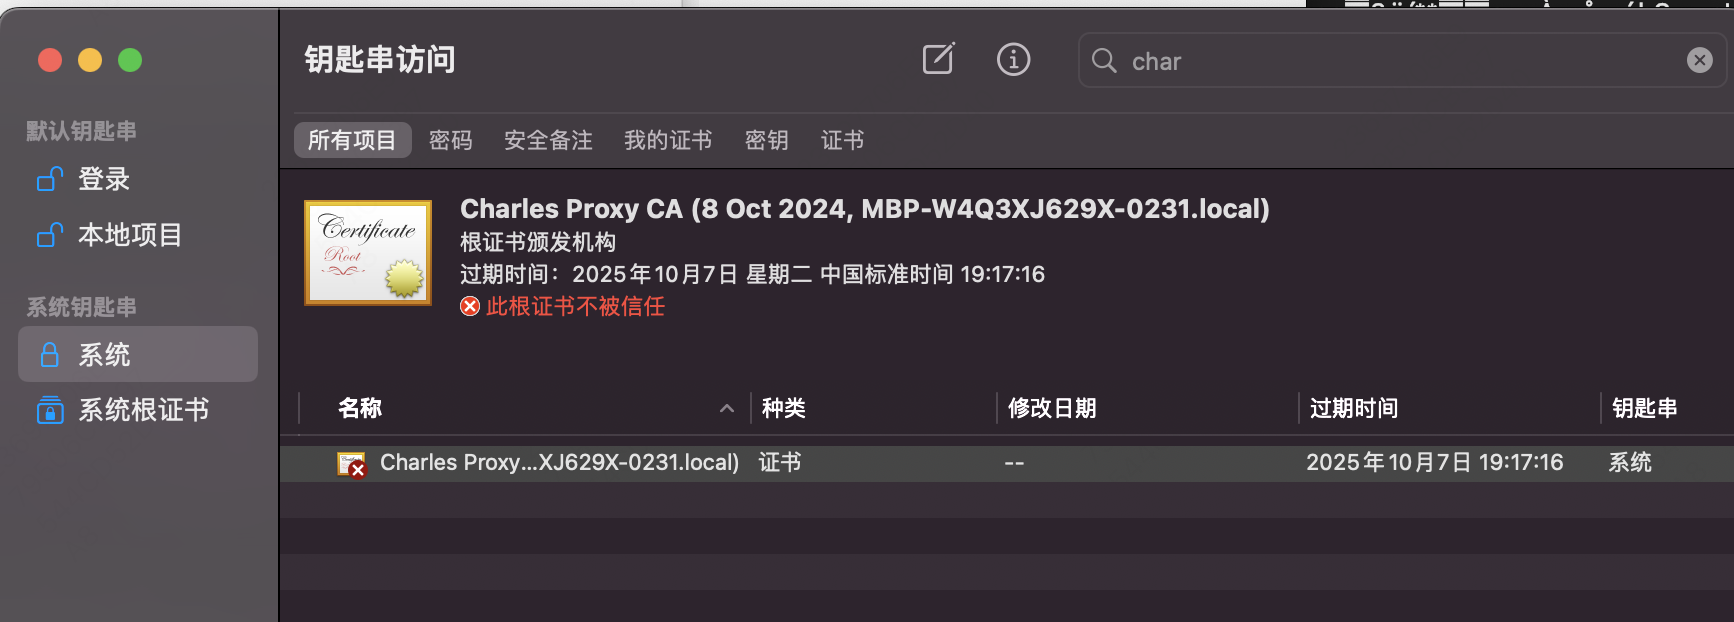 钥匙串访问
char
默认钥匙串
登录
本地项目
系统钥匙串
系统
系统根证书
所有项目 密码 安全备注 我的证书 密钥 证书
Certificate
Root
Charles Proxy CA (8 Oct 2024, MBP-W4Q3XJ629X-0231.local)
根证书颁发机构
过期时间：2025年10月7日 星期二 中国标准时间 19:17:16
此根证书不被信任
名称 种类 修改日期 过期时间 钥匙串
Charles Proxy...XJ629X-0231.local) 证书 -- 2025年10月7日 19:17:16 系统